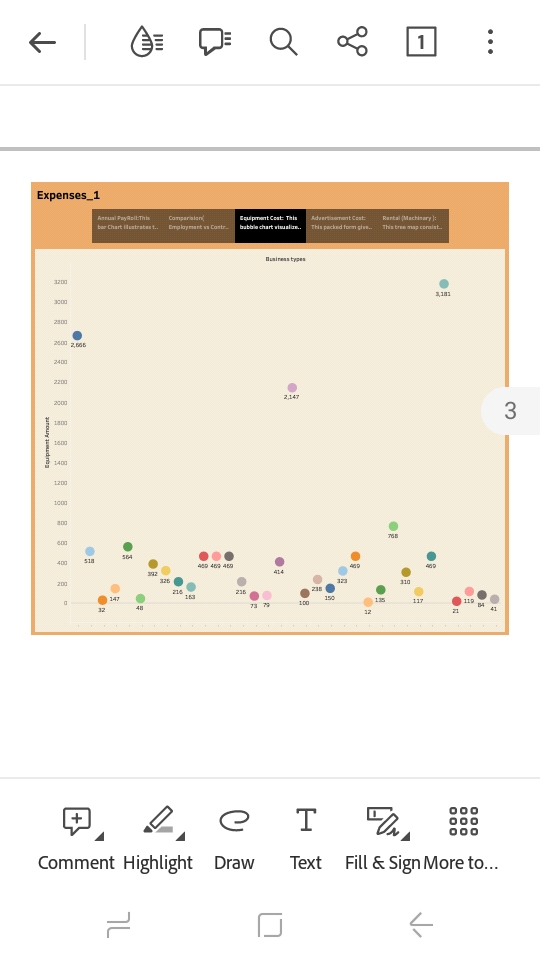 1
Expenses_1
Annual PayRoll:This
bar Chart Illustrates t..
Comparision(
Employment vs Contr..
Equipment Cost: This
bubble chart visualize..
Advertisement Cost:
This packed form give..
Rental (Machinary ):
This tree map consist...
Business types
Equipment Amount
3200
3000
2800
2600
2400
2200
2000
1800
1600
1400
1200
1000
800
600
400
200
0
2,666
518
32
147
564
48
392
326
216
163
469
469
469
216
73
79
414
2,147
100
238
150
323
469
12
135
768
310
117
469
3,181
21
119
84
41
3
Comment
Highlight
Draw
Text
Fill & Sign
More to...